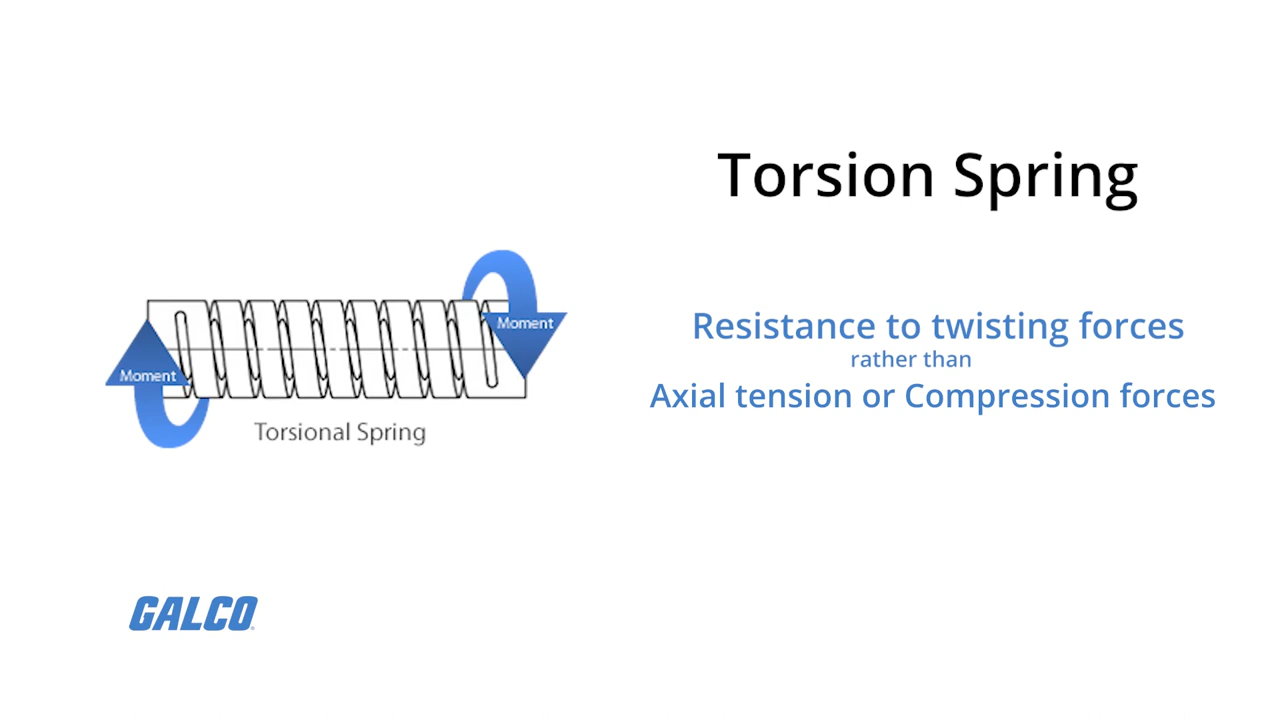 Torsion Spring
Resistance to twisting forces
rather than
Axial tension or Compression forces
Moment
Moment
Torsional Spring
GALCO